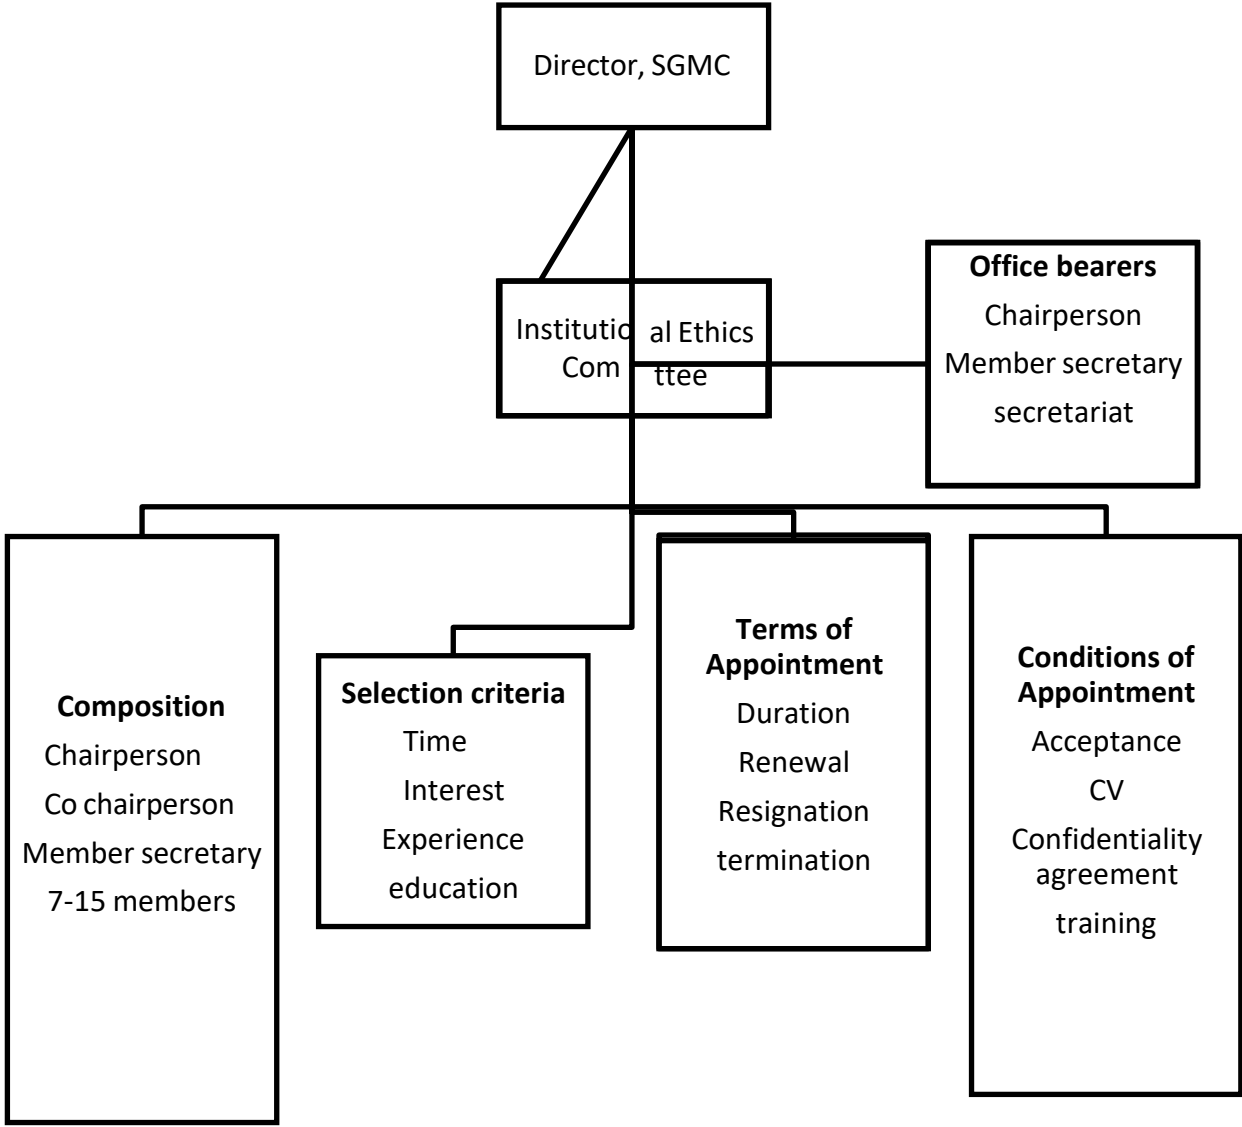 Director, SGMC
Institutio al Ethics
Com ttee
Office bearers
Chairperson
Member secretary
secretariat
Composition
Chairperson
Co chairperson
Member secretary
7-15 members
Selection criteria
Time
Interest
Experience
education
Terms of
Appointment
Duration
Renewal
Resignation
termination
Conditions of
Appointment
Acceptance
CV
Confidentiality
agreement
training